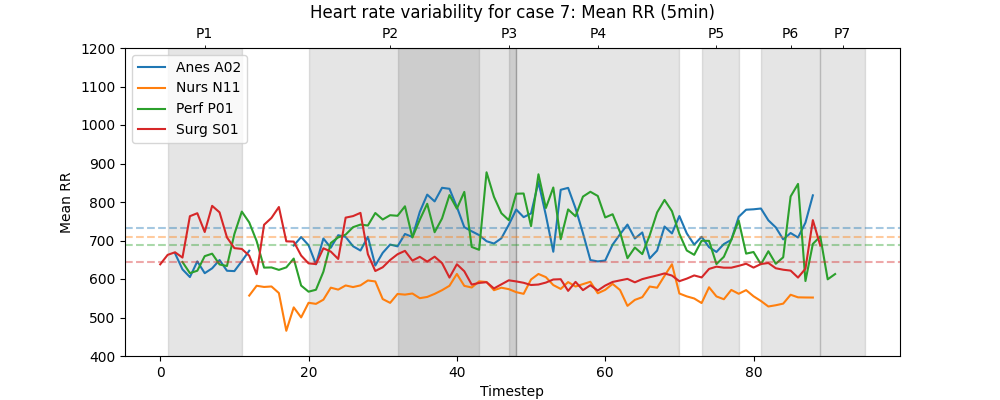 Heart rate variability for case 7: Mean RR (5min)
P1 P2 P3 P4 P5 P6 P7
1200
1100
1000
900
800
700
600
500
400
Mean RR
Anes A02
Nurs N11
Perf P01
Surg S01
0 20 40 60 80
Timestep